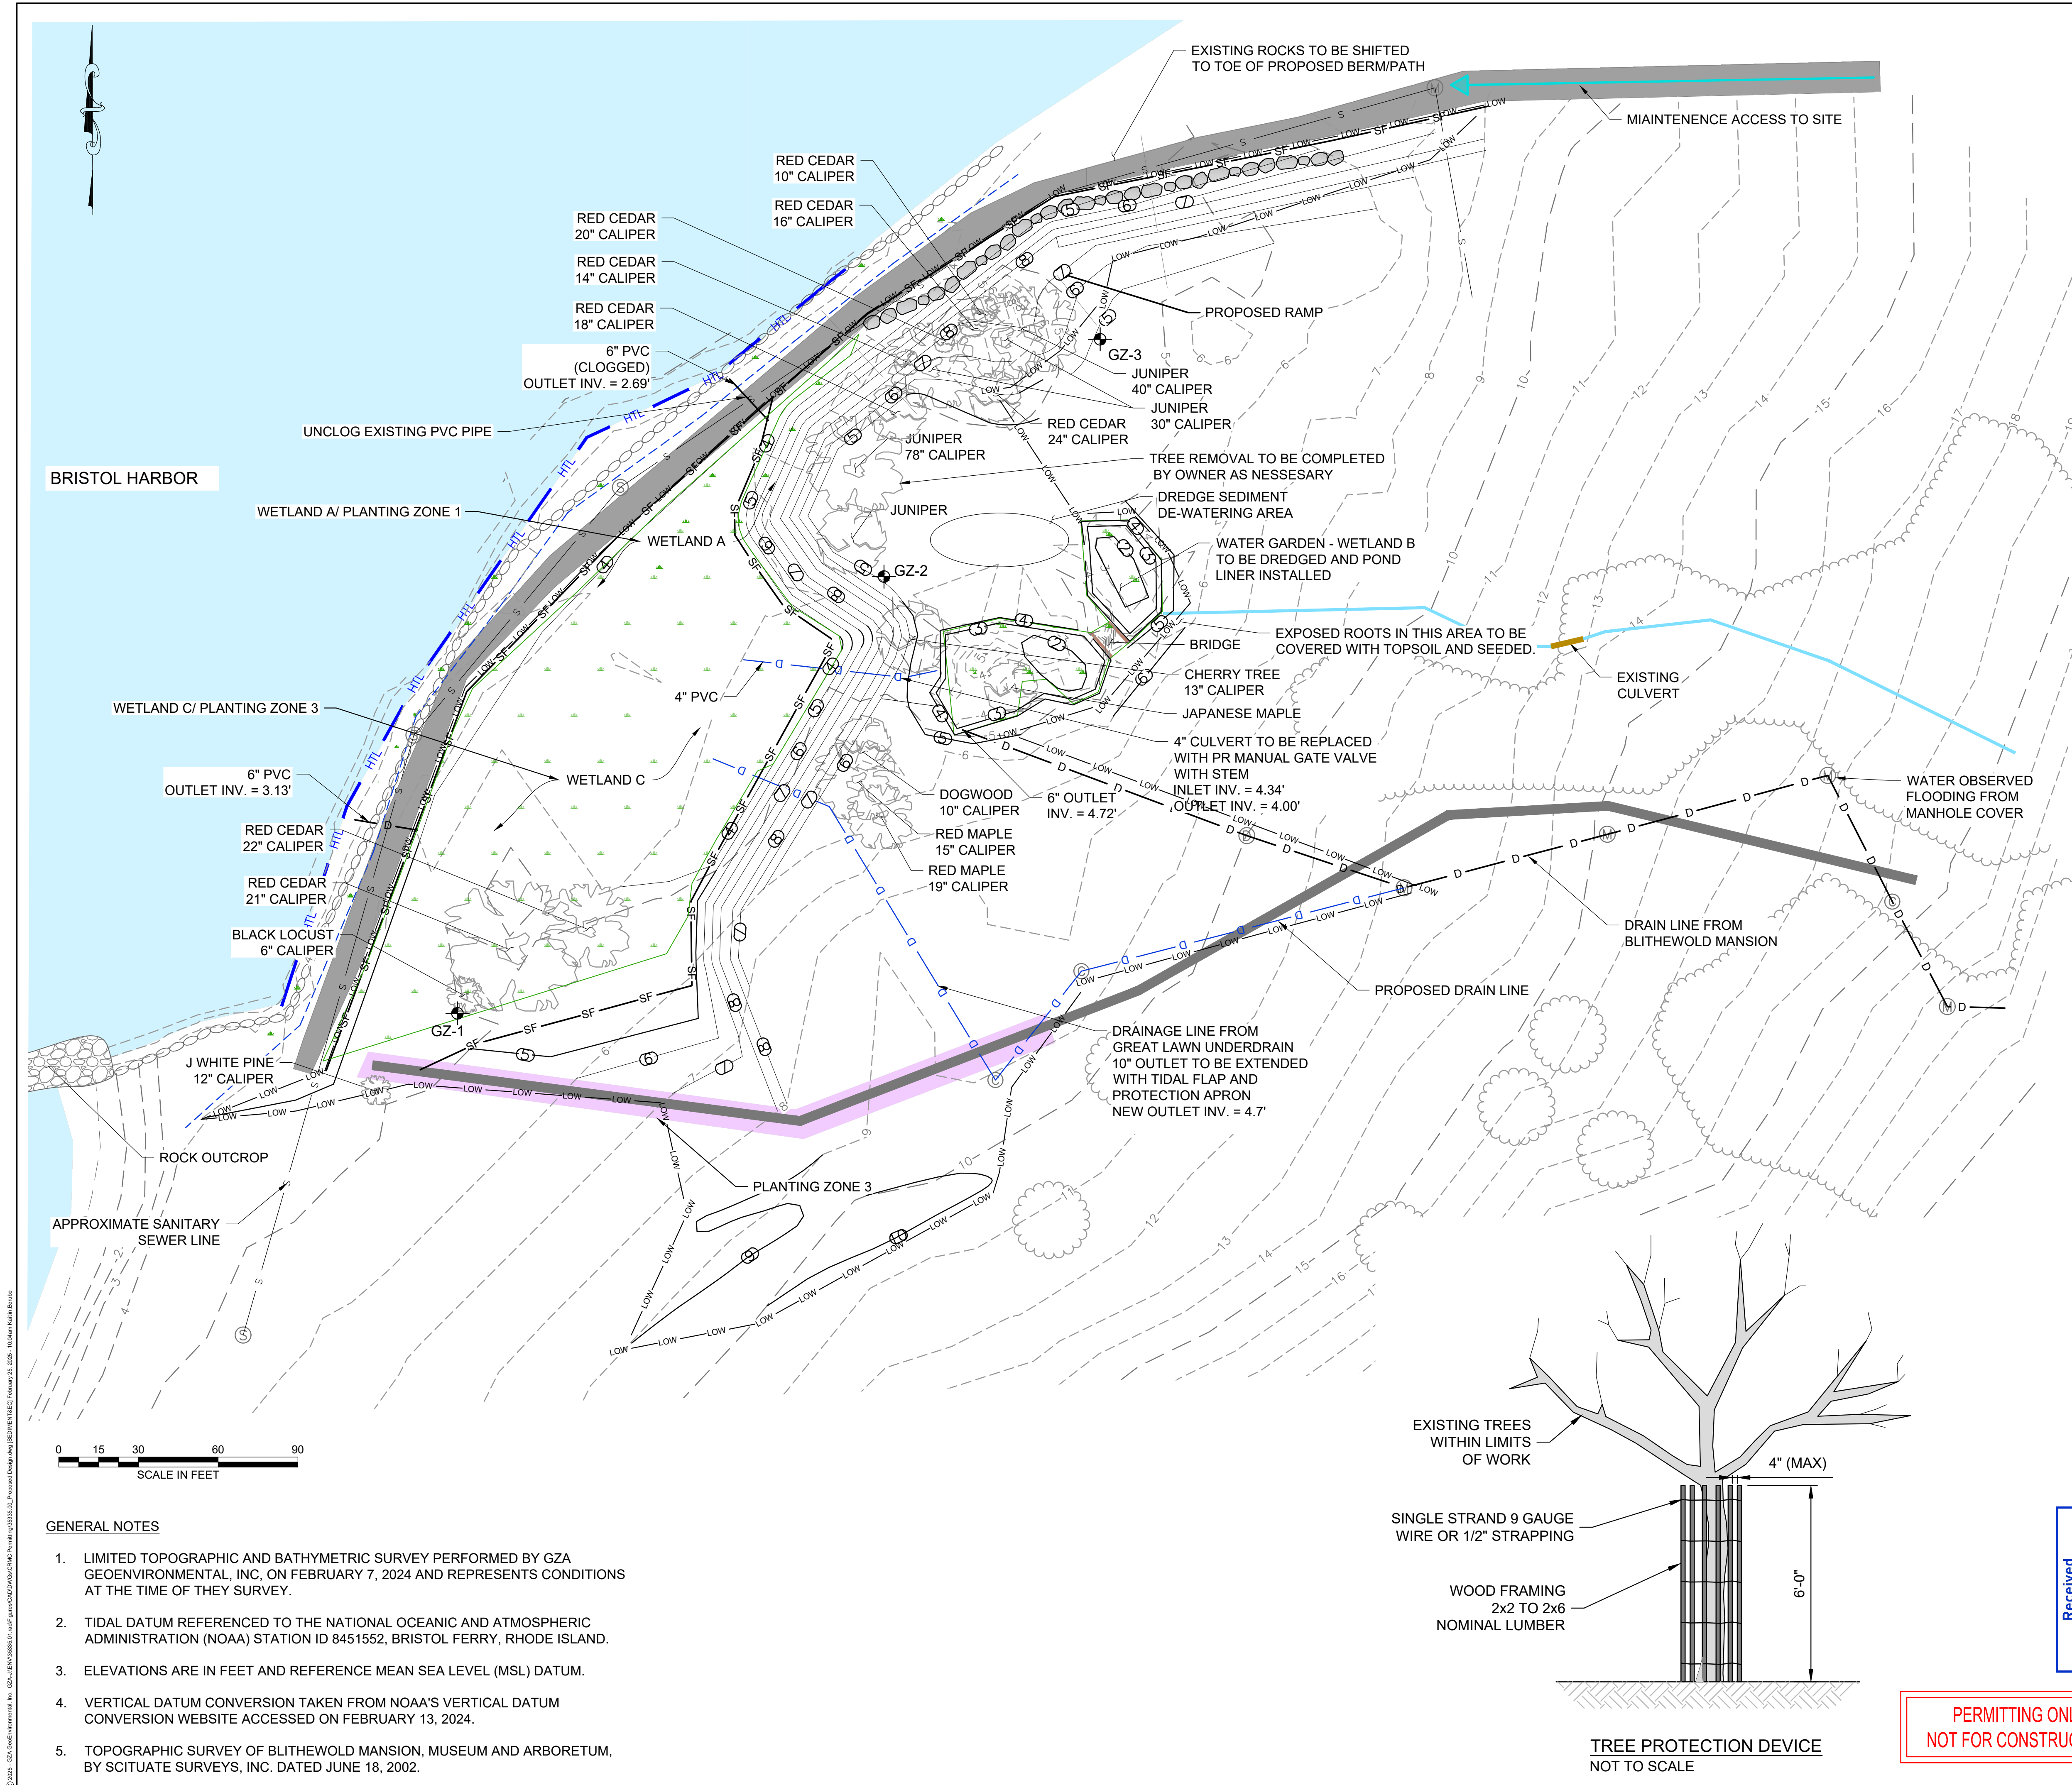 EXISTING ROCKS TO BE SHIFTED
TO TOE OF PROPOSED BERM/PATH
MIAINTENENCE ACCESS TO SITE
RED CEDAR
10" CALIPER
RED CEDAR
16" CALIPER
RED CEDAR
20" CALIPER
RED CEDAR
14" CALIPER
RED CEDAR
18" CALIPER
6" PVC
(CLOGGED)
OUTLET INV. = 2.69'
UNCLOG EXISTING PVC PIPE
BRISTOL HARBOR
WETLAND A/ PLANTING ZONE 1
WETLAND A
PROPOSED RAMP
GZ-3
JUNIPER
40" CALIPER
JUNIPER
30" CALIPER
RED CEDAR
24" CALIPER
JUNIPER
78" CALIPER
TREE REMOVAL TO BE COMPLETED
BY OWNER AS NESSESARY
DREDGE SEDIMENT
DE-WATERING AREA
JUNIPER
WATER GARDEN - WETLAND B
TO BE DREDGED AND POND
LINER INSTALLED
GZ-2
EXPOSED ROOTS IN THIS AREA TO BE
COVERED WITH TOPSOIL AND SEEDED.
BRIDGE
EXISTING
CULVERT
CHERRY TREE
13" CALIPER
JAPANESE MAPLE
4" PVC
WETLAND C/ PLANTING ZONE 3
WETLAND C
4" CULVERT TO BE REPLACED
WITH PR MANUAL GATE VALVE
WITH STEM
INLET INV. = 4.34'
OUTLET INV. = 4.00'
6" PVC
OUTLET INV. = 3.13'
DOGWOOD
10" CALIPER
6" OUTLET
INV. = 4.72'
WATER OBSERVED
FLOODING FROM
MANHOLE COVER
RED CEDAR
22" CALIPER
RED MAPLE
15" CALIPER
RED MAPLE
19" CALIPER
RED CEDAR
21" CALIPER
BLACK LOCUST
6" CALIPER
DRAIN LINE FROM
BLITHEWOLD MANSION
PROPOSED DRAIN LINE
GZ-1
DRAINAGE LINE FROM
GREAT LAWN UNDERDRAIN
10" OUTLET TO BE EXTENDED
WITH TIDAL FLAP AND
PROTECTION APRON
NEW OUTLET INV. = 4.7'
J WHITE PINE
12" CALIPER
ROCK OUTCROP
PLANTING ZONE 3
APPROXIMATE SANITARY
SEWER LINE
0 15 30 60 90
SCALE IN FEET
GENERAL NOTES
1. LIMITED TOPOGRAPHIC AND BATHYMETRIC SURVEY PERFORMED BY GZA
GEOENVIRONMENTAL, INC, ON FEBRUARY 7, 2024 AND REPRESENTS CONDITIONS
AT THE TIME OF THEY SURVEY.
2. TIDAL DATUM REFERENCED TO THE NATIONAL OCEANIC AND ATMOSPHERIC
ADMINISTRATION (NOAA) STATION ID 8451552, BRISTOL FERRY, RHODE ISLAND.
3. ELEVATIONS ARE IN FEET AND REFERENCE MEAN SEA LEVEL (MSL) DATUM.
4. VERTICAL DATUM CONVERSION TAKEN FROM NOAA'S VERTICAL DATUM
CONVERSION WEBSITE ACCESSED ON FEBRUARY 13, 2024.
5. TOPOGRAPHIC SURVEY OF BLITHEWOLD MANSION, MUSEUM AND ARBORETUM,
BY SCITUATE SURVEYS, INC. DATED JUNE 18, 2002.
EXISTING TREES
WITHIN LIMITS
OF WORK
4" (MAX)
SINGLE STRAND 9 GAUGE
WIRE OR 1/2" STRAPPING
WOOD FRAMING
2x2 TO 2x6
NOMINAL LUMBER
6'-0"
TREE PROTECTION DEVICE
NOT TO SCALE
Received
PERMITTING ONL
NOT FOR CONSTRUC